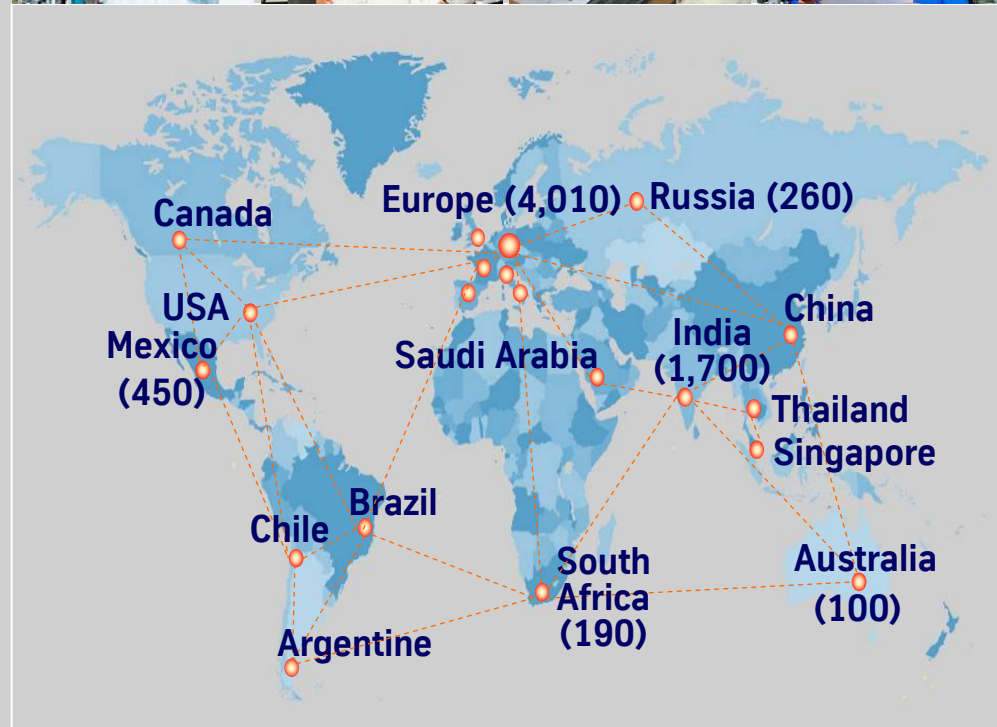 Europe (4,010)
Russia (260)
Canada
USA
Mexico
(450)
China
India
(1,700)
Saudi Arabia
Thailand
Singapore
Brazil
Chile
South
Africa
(190)
Australia
(100)
Argentine